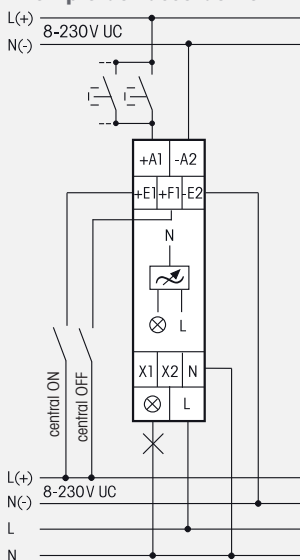 L(+)
8-230V UC
N(-)
+A1 -A2
+E1 +F1 -E2
N
L
X1 X2 N
L
central ON
central OFF
L(+)
8-230V UC
N(-)
L
N